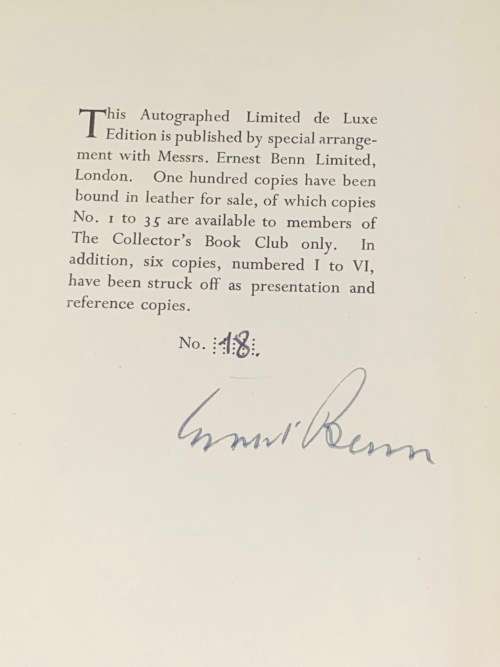 This Autographed Limited de Luxe
Edition is published by special arrange-
ment with Messrs. Ernest Benn Limited,
London. One hundred copies have been
bound in leather for sale, of which copies
No. 1 to 35 are available to members of
The Collector's Book Club only. In
addition, six copies, numbered I to VI,
have been struck off as presentation and
reference copies.
No. 18.
Ernest Benn